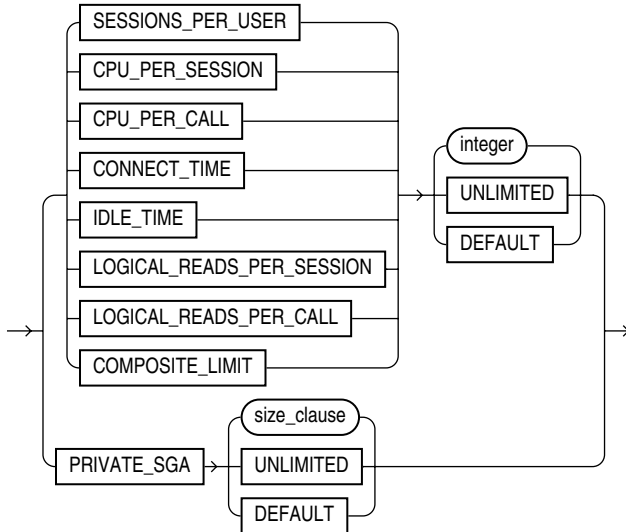 SESSIONS_PER_USER
CPU_PER_SESSION
CPU_PER_CALL
CONNECT_TIME
IDLE_TIME
LOGICAL_READS_PER_SESSION
LOGICAL_READS_PER_CALL
COMPOSITE_LIMIT
integer
UNLIMITED
DEFAULT
PRIVATE_SGA
size_clause
UNLIMITED
DEFAULT